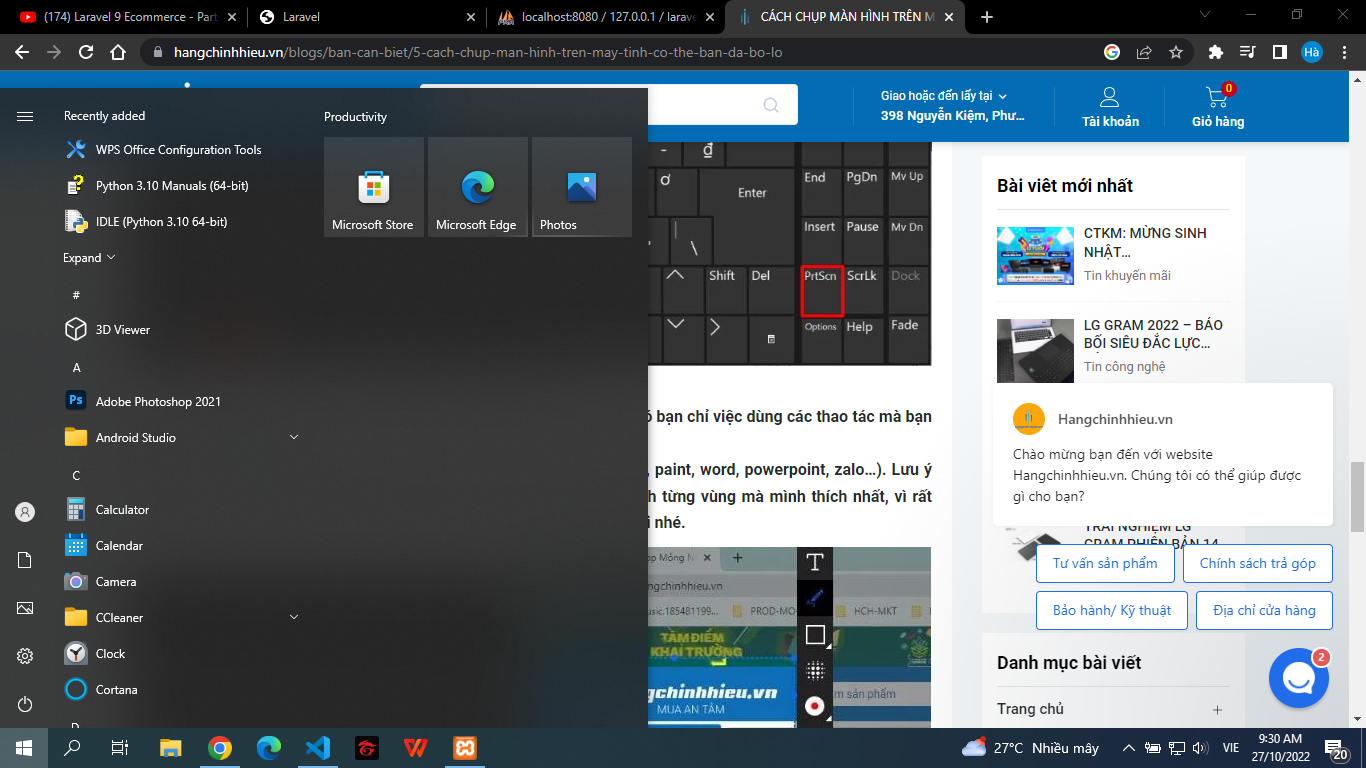 (174) Laravel 9 Ecommerce - Part
Laravel
localhost:8080 / 127.0.0.1 / larave
CÁCH CHỤP MÀN HÌNH TRÊN M
hangchinhhieu.vn/blogs/ban-can-biet/5-cach-chup-man-hinh-tren-may-tinh-co-the-ban-da-bo-lo
Hà
Giao hoặc đến lấy tại
398 Nguyễn Kiệm, Phư...
Tài khoản
0
Giỏ hàng
Recently added
WPS Office Configuration Tools
Python 3.10 Manuals (64-bit)
IDLE (Python 3.10 64-bit)
Expand
#
3D Viewer
A
Adobe Photoshop 2021
Android Studio
C
Calculator
Calendar
Camera
CCleaner
Clock
Cortana
Productivity
Microsoft Store
Microsoft Edge
Photos
- đ
End PgDn Mv Up
ơ Enter
Insert Pause Mv Dn
\
Shift Del PrtScn ScrLk Dock
Options Help Fade
bạn chỉ việc dùng các thao tác mà bạn
, paint, word, powerpoint, zalo...). Lưu ý
từng vùng mà mình thích nhất, vì rất
nhé.
hangchinhhieu.vn
PROD-MO
HCH-MKT
TÂM ĐIỂM
KHAI TRƯƠNG
gchinhhieu.vn
MUA AN TÂM
sản phẩm
T
Bài viêt mới nhất
CTKM: MỪNG SINH
NHẬT...
Tin khuyến mãi
LG GRAM 2022 – BÁO
BỐI SIÊU ĐẮC LỰC...
Tin công nghệ
Hangchinhhieu.vn
Chào mừng bạn đến với website
Hangchinhhieu.vn. Chúng tôi có thể giúp được
gì cho bạn?
TRẢI NGHIỆM LG
GRAM PHIÊN BẢN 14
Tư vấn sản phẩm
Chính sách trả góp
Bảo hành/ Kỹ thuật
Địa chỉ cửa hàng
Danh mục bài viết
2
Trang chủ
27°C Nhiều mây
VIE
9:30 AM
27/10/2022
20